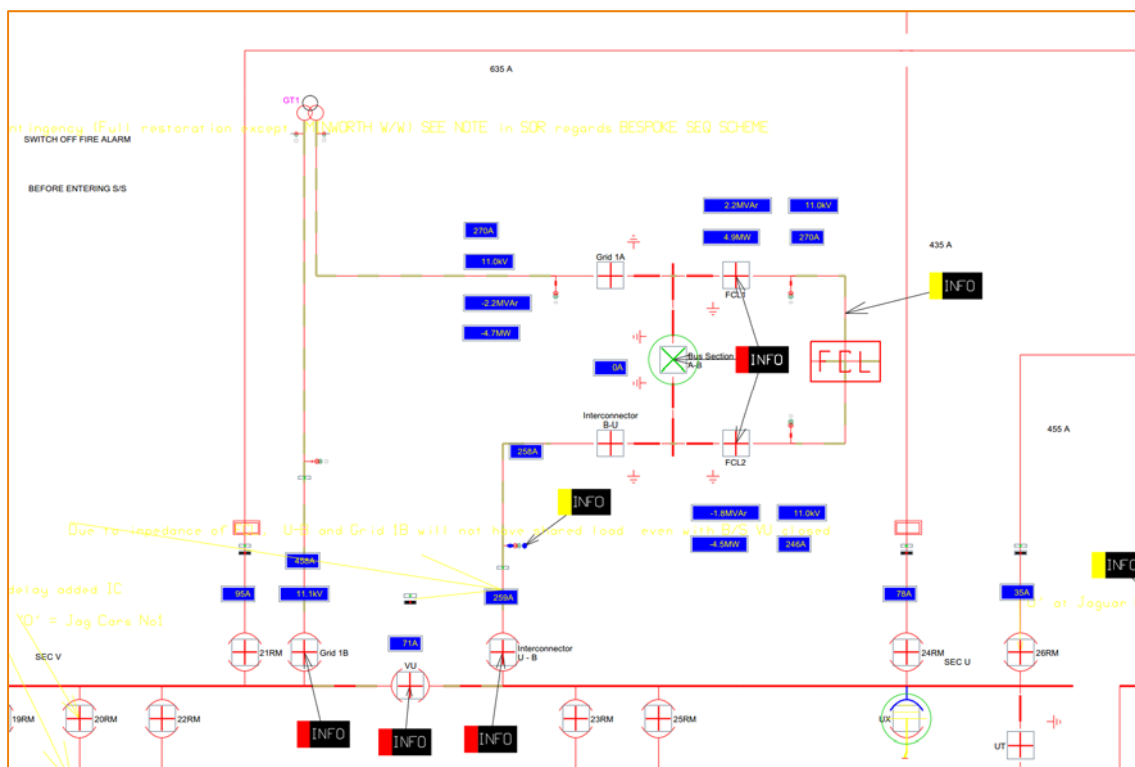 635 A
GT1
ntingency (Full restoration except NWORTH W/W) SEE NOTE in SOR regards BESPOKE SEQ SCHEME
SWITCH OFF FIRE ALARM
BEFORE ENTERING S/S
2.2MVAr
11.0kV
270A
4.9MW
270A
435 A
Grid 1A
11.0kV
INFO
FCL1
-2.2MVAr
-4.7MW
Bus Section
A-B
INFO
FCL
0A
Interconnector
B-U
455 A
258A
FCL2
INFO
-1.8MVAr
11.0kV
Due to impedance of U-B and Grid 1B will not have shared load even with B/S VU closed
-4.5MW
246A
458A
INFO
delay added IC
95A
11.1kV
259A
78A
35A
'O' at Jaguar
'O' = Jag Cars No1
71A
SEC V
21RM
Grid 1B
VU
Interconnector
U - B
24RM
SEC U
26RM
19RM
20RM
22RM
23RM
25RM
UX
INFO
INFO
INFO
UT